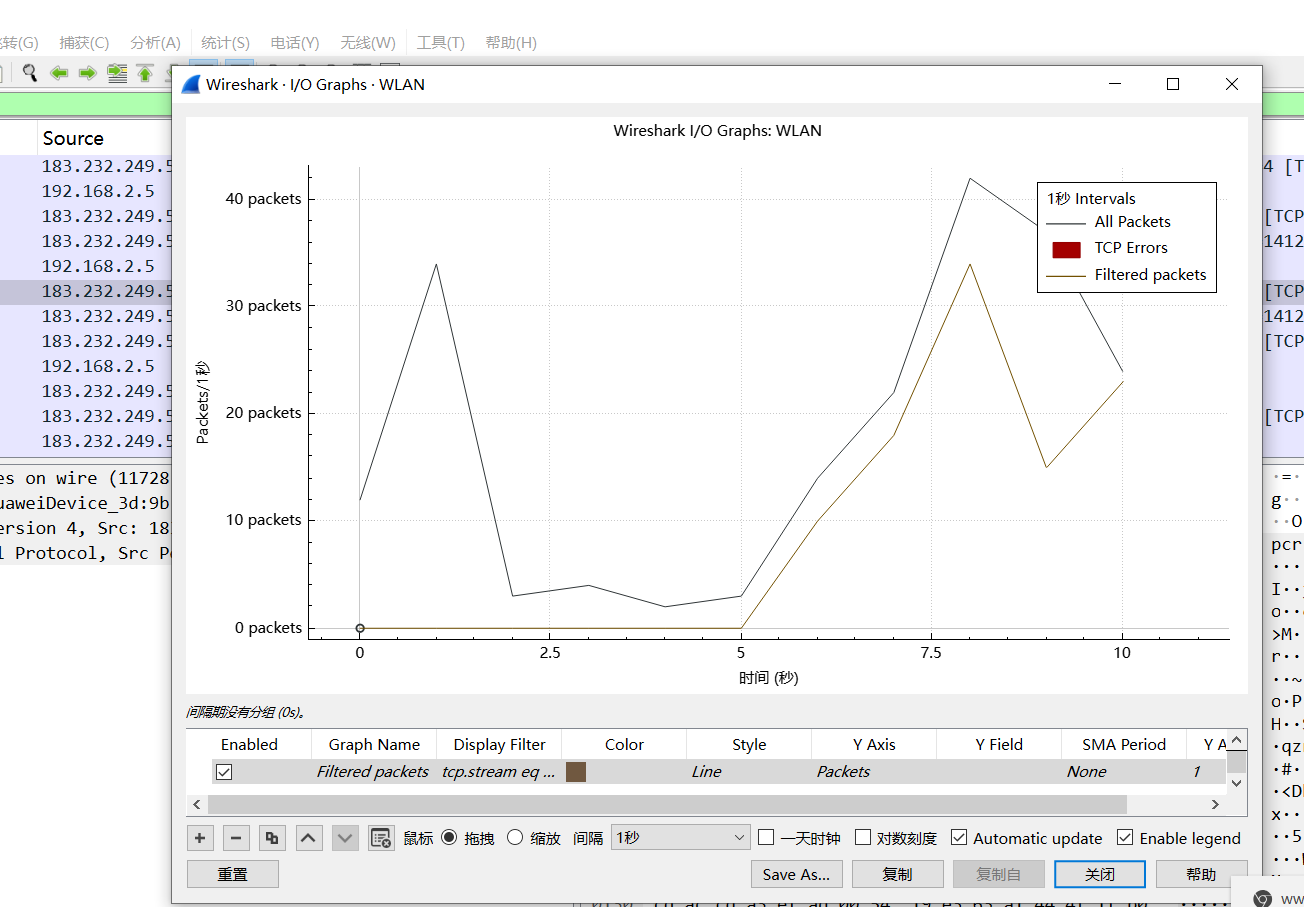 转(G) 捕获(C) 分析(A) 统计(S) 电话(Y) 无线(W) 工具(T) 帮助(H)
Wireshark · I/O Graphs · WLAN
Source
183.232.249.5
192.168.2.5
183.232.249.5
183.232.249.5
192.168.2.5
183.232.249.5
183.232.249.5
183.232.249.5
192.168.2.5
183.232.249.5
183.232.249.5
183.232.249.5
4 [T
[TCP
1412
[TCP
1412
[TCP
[TCP
es on wire (11728
uaweiDevice_3d:9b
ersion 4, Src: 18
l Protocol, Src Po
Wireshark I/O Graphs: WLAN
40 packets
30 packets
20 packets
10 packets
0 packets
Packets/1秒
1秒 Intervals
All Packets
TCP Errors
Filtered packets
0 2.5 5 7.5 10
时间 (秒)
间隔期没有分组 (0s)。
Enabled Graph Name Display Filter Color Style Y Axis Y Field SMA Period Y A
Filtered packets tcp.stream eq ... Line Packets None 1
鼠标 拖拽 缩放 间隔 1秒 一天时钟 对数刻度 Automatic update Enable legend
重置 Save As... 复制 复制自 关闭 帮助
·=·
g··
··O
pcr
···
I··
o··
>M·
r··
··~
o·P
H··
·qz
·#·
·<D
x··
··5
ww